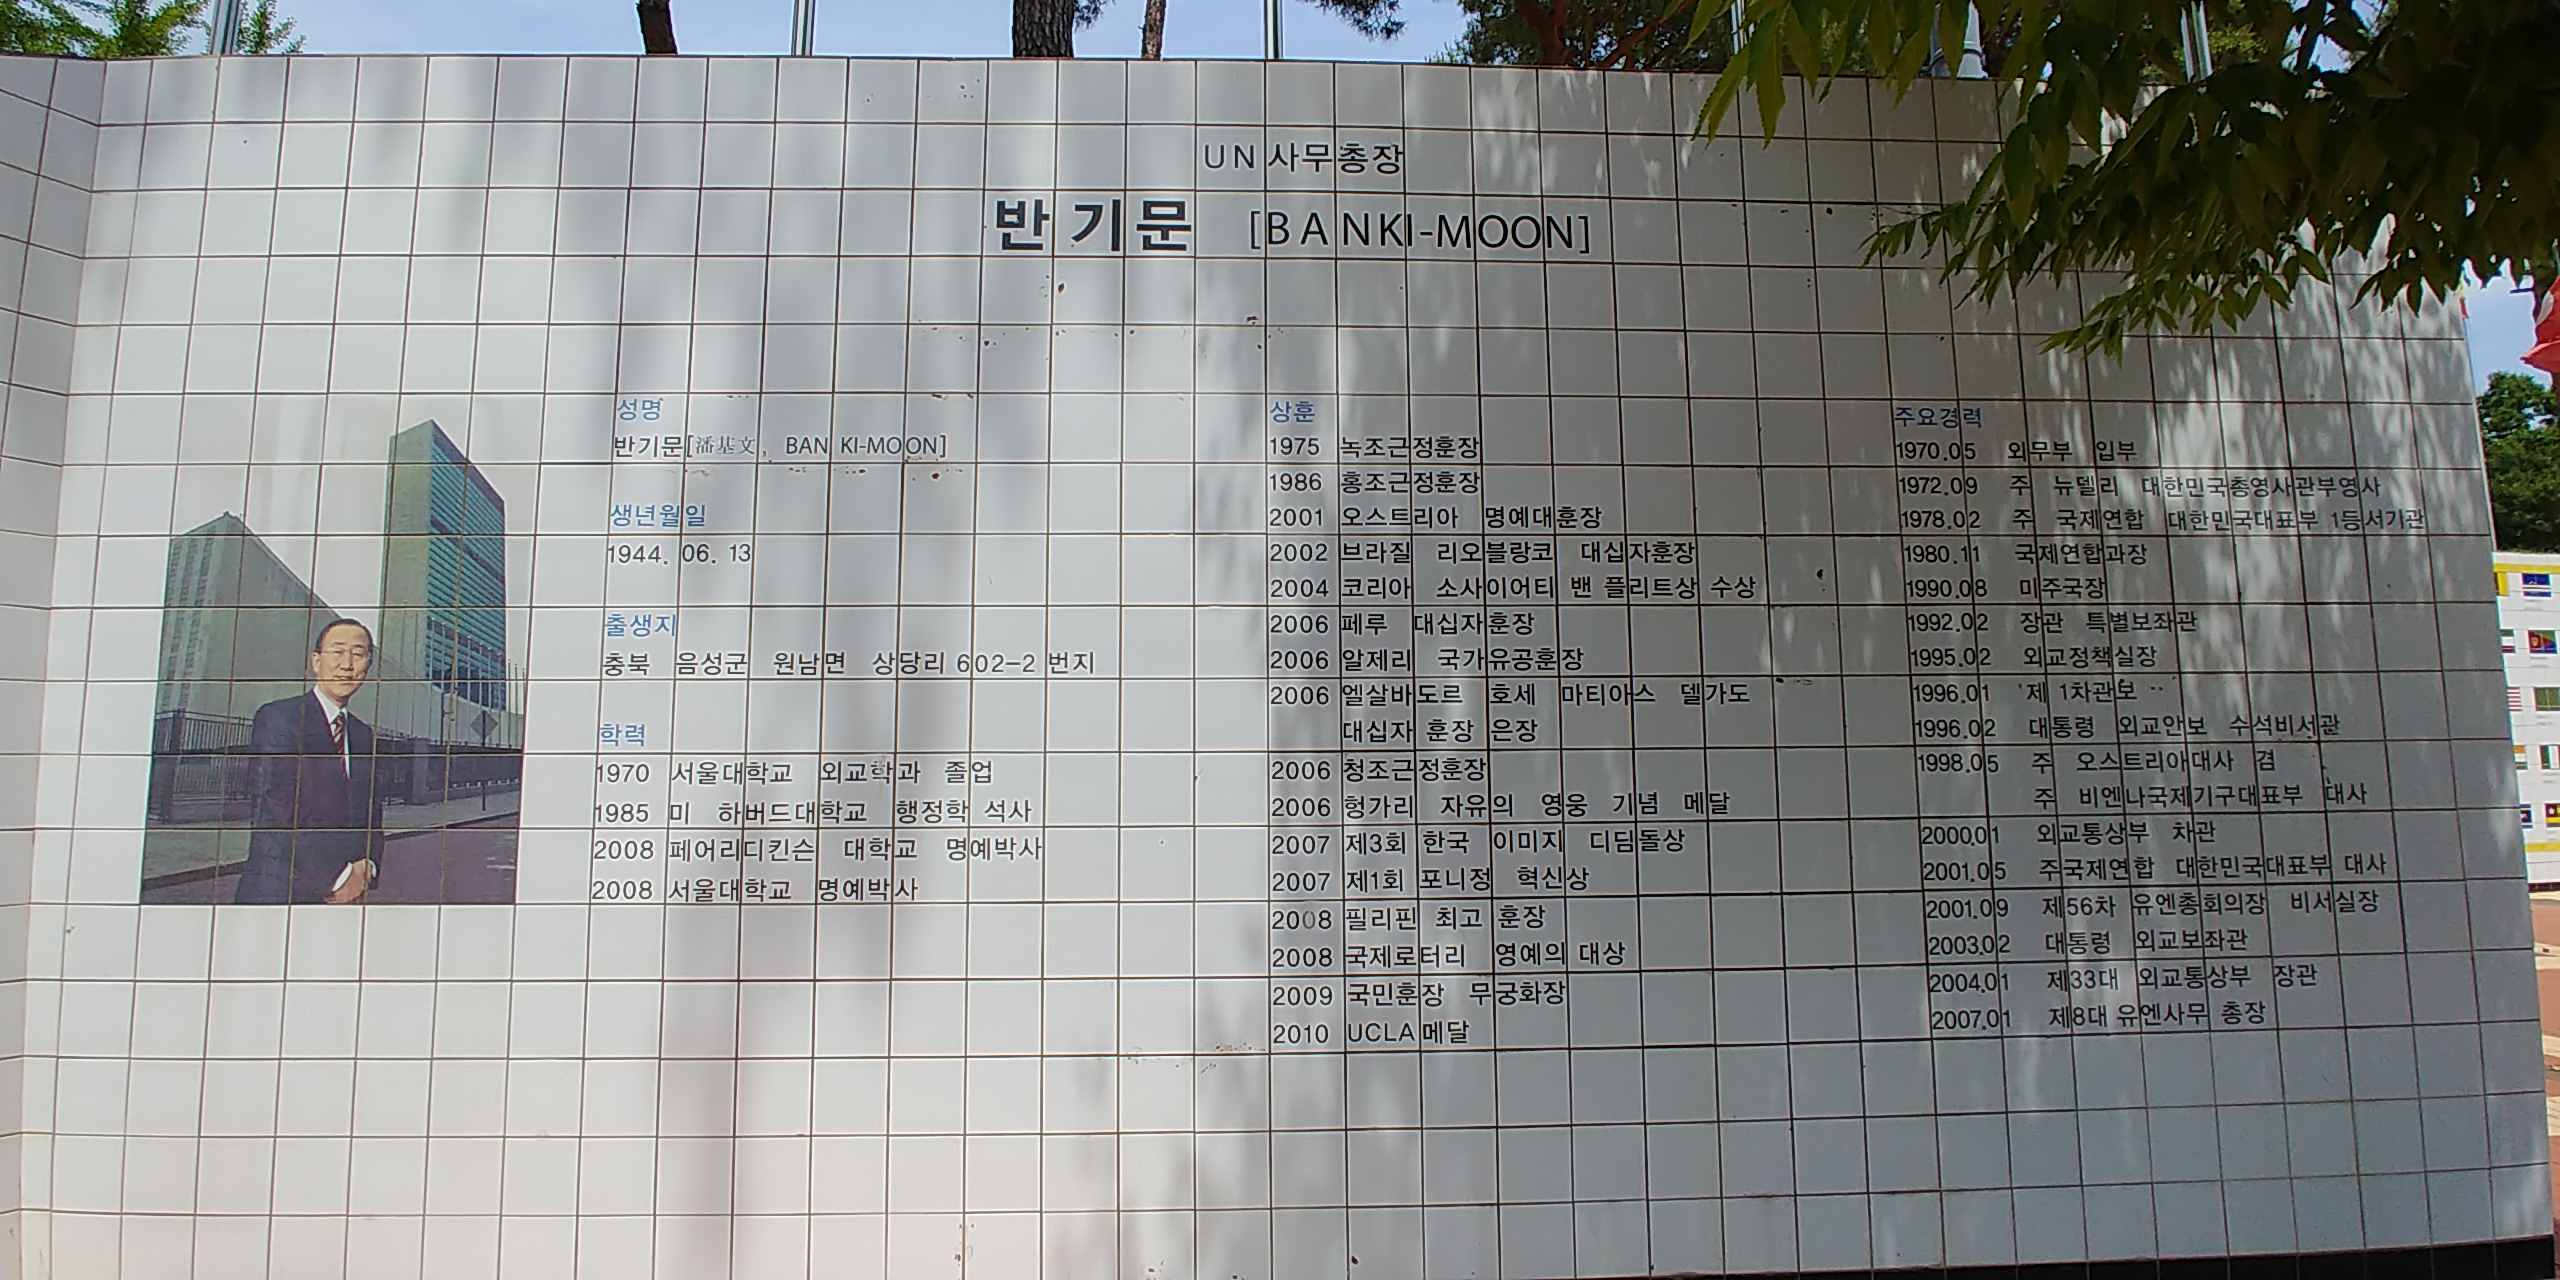 UN 사무총장
반기문 [BAN KI-MOON]
성명
반기문[潘基文, BAN KI-MOON]
생년월일
1944. 06. 13
출생지
충북 음성군 원남면 상당리 602-2 번지
학력
1970 서울대학교 외교학과 졸업
1985 미 하버드대학교 행정학 석사
2008 페어리디킨슨 대학교 명예박사
2008 서울대학교 명예박사
상훈
1975 녹조근정훈장
1986 홍조근정훈장
2001 오스트리아 명예대훈장
2002 브라질 리오블랑코 대십자훈장
2004 코리아 소사이어티 밴 플리트상 수상
2006 페루 대십자훈장
2006 알제리 국가유공훈장
2006 엘살바도르 호세 마티아스 델가도
대십자 훈장 은장
2006 청조근정훈장
2006 헝가리 자유의 영웅 기념 메달
2007 제3회 한국 이미지 디딤돌상
2007 제1회 포니정 혁신상
2008 필리핀 최고 훈장
2008 국제로터리 영예의 대상
2009 국민훈장 무궁화장
2010 UCLA 메달
주요경력
1970.05 외무부 입부
1972.09 주 뉴델리 대한민국총영사관부영사
1978.02 주 국제연합 대한민국대표부 1등서기관
1980.11 국제연합과장
1990.08 미주국장
1992.02 장관 특별보좌관
1995.02 외교정책실장
1996.01 제 1차관보
1996.02 대통령 외교안보 수석비서관
1998.05 주 오스트리아대사 겸
주 비엔나국제기구대표부 대사
2000.01 외교통상부 차관
2001.05 주국제연합 대한민국대표부 대사
2001.09 제56차 유엔총회의장 비서실장
2003.02 대통령 외교보좌관
2004.01 제33대 외교통상부 장관
2007.01 제8대 유엔사무 총장